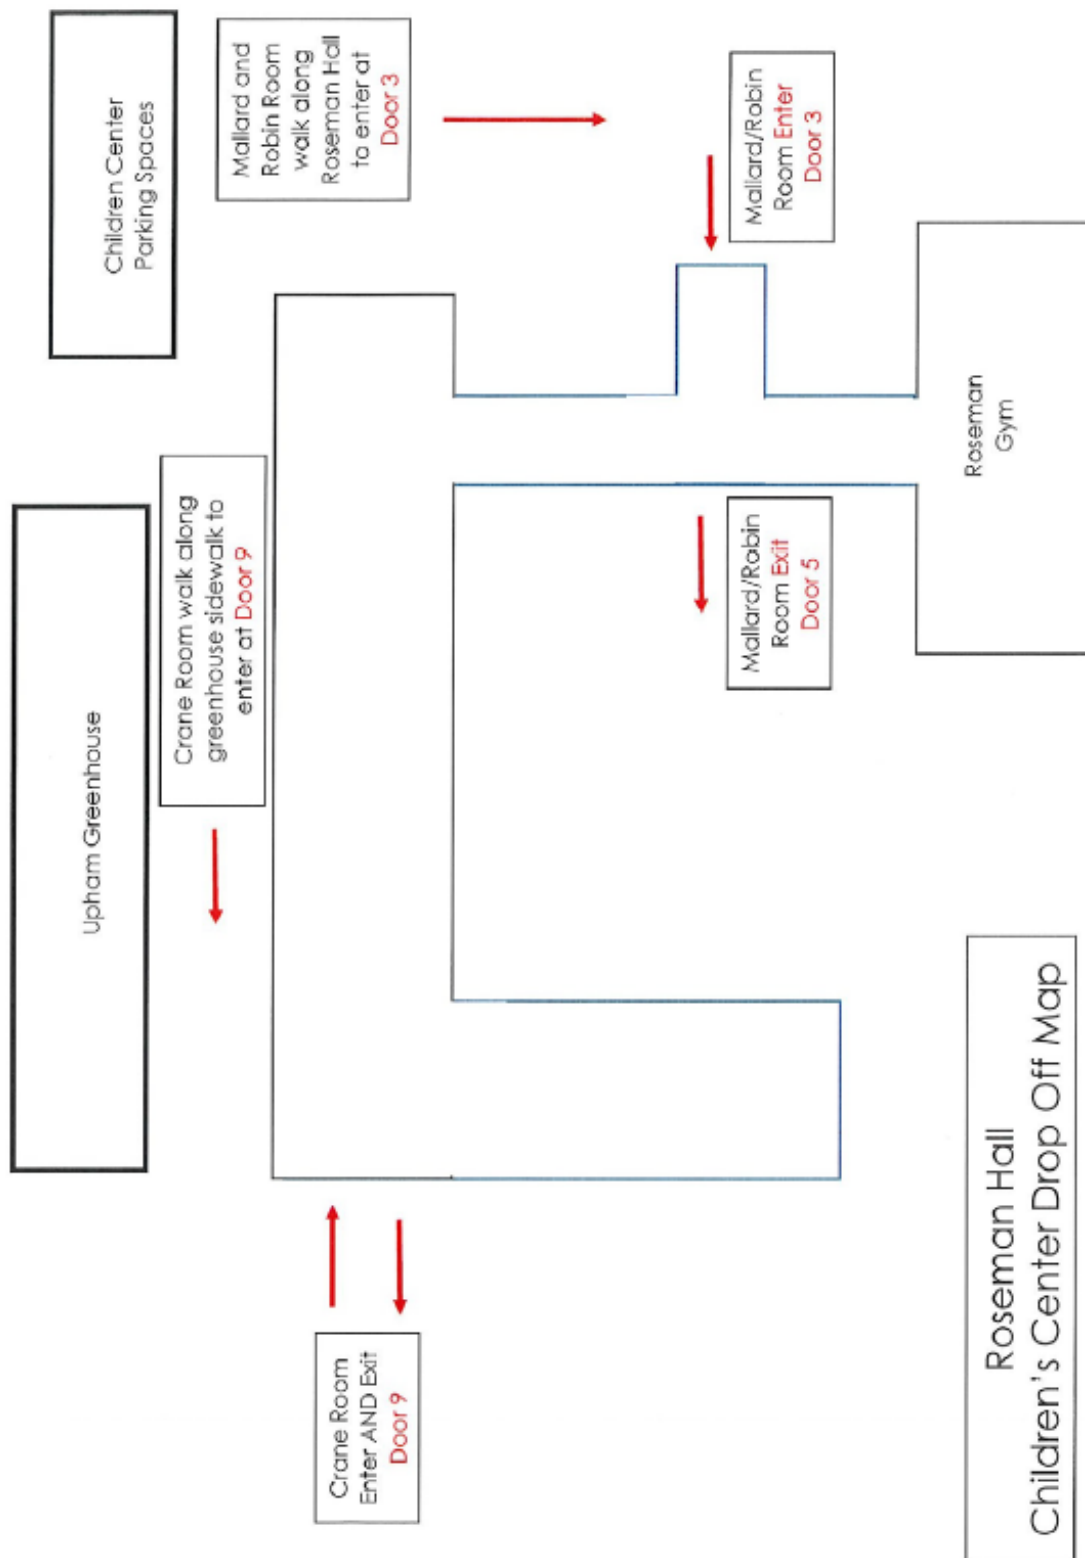 Children Center
Parking Spaces
Mallard and
Robin Room
walk along
Roseman Hall
to enter at
Door 3
Mallard/Robin
Room Enter
Door 3
Upham Greenhouse
Crane Room walk along
greenhouse sidewalk to
enter at Door 9
Mallard/Robin
Room Exit
Door 5
Roseman
Gym
Crane Room
Enter AND Exit
Door 9
Roseman Hall
Children's Center Drop Off Map